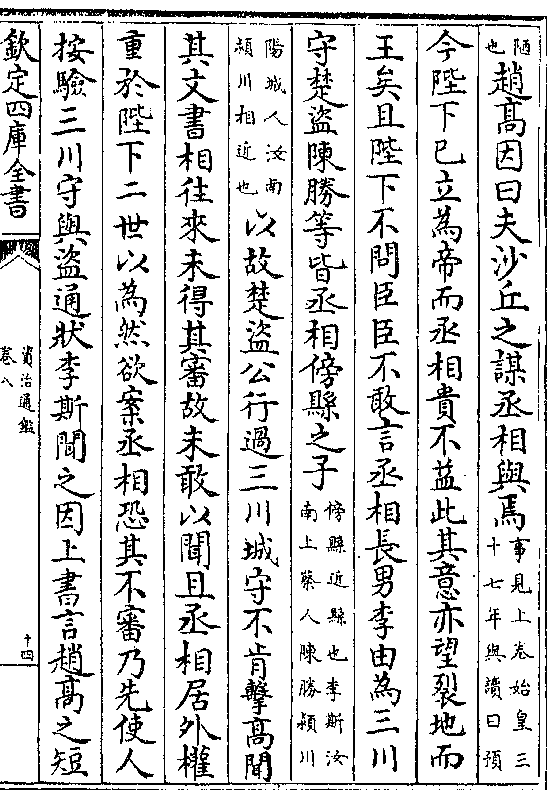 陋也趙高因曰夫沙丘之謀丞相與焉事見上卷始皇三十七年與讀曰預
今陛下已立為帝而丞相貴不益此其意亦望裂地而
王矣且陛下不問臣臣不敢言丞相長男李由為三川
守楚盜陳勝等皆丞相傍縣之子傍縣近縣也李斯汝南上蔡人陳勝潁川
陽城人汝南潁川相近也以故楚盜公行過三川城守不肯擊高聞
其文書相往來未得其審故未敢以聞且丞相居外權
重於陛下二世以為然欲案丞相恐其不審乃先使人
按驗三川守與盜通狀李斯聞之因上書言趙高之短
欽定四庫全書
資治通鑑
卷八
十四